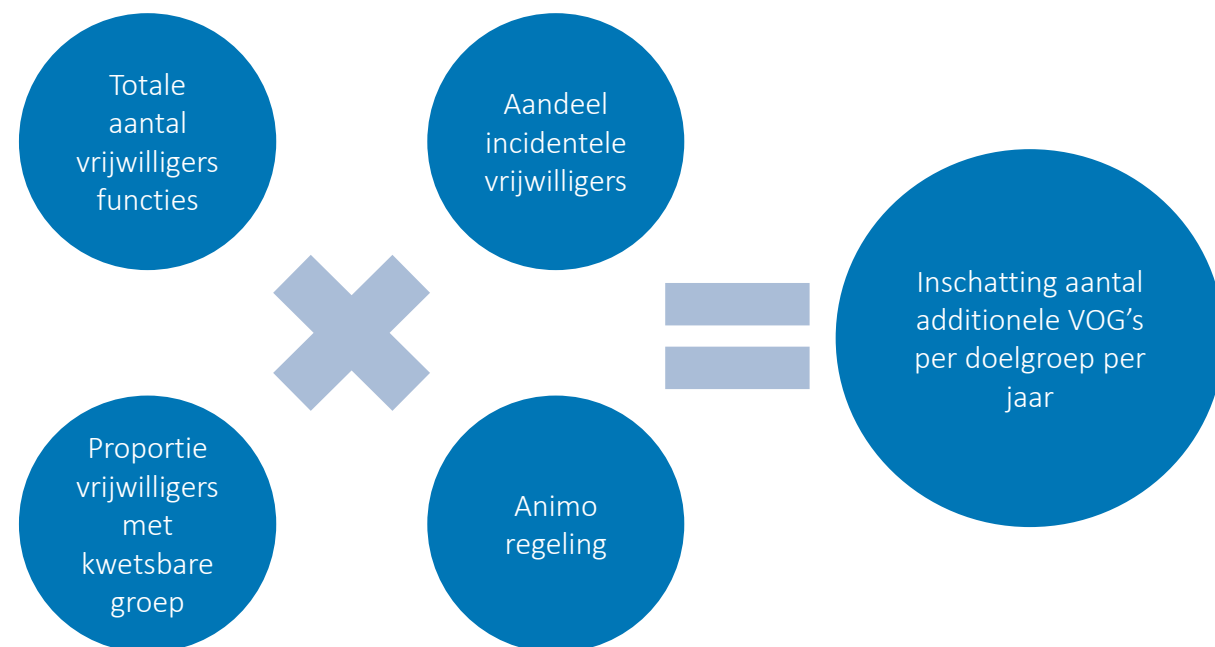 Totale
aantal
vrijwilligers
functies
Aandeel
incidentele
vrijwilligers
Proportie
vrijwilligers
met
kwetsbare
groep
Animo
regeling
Inschatting aantal
additionele VOG’s
per doelgroep per
jaar